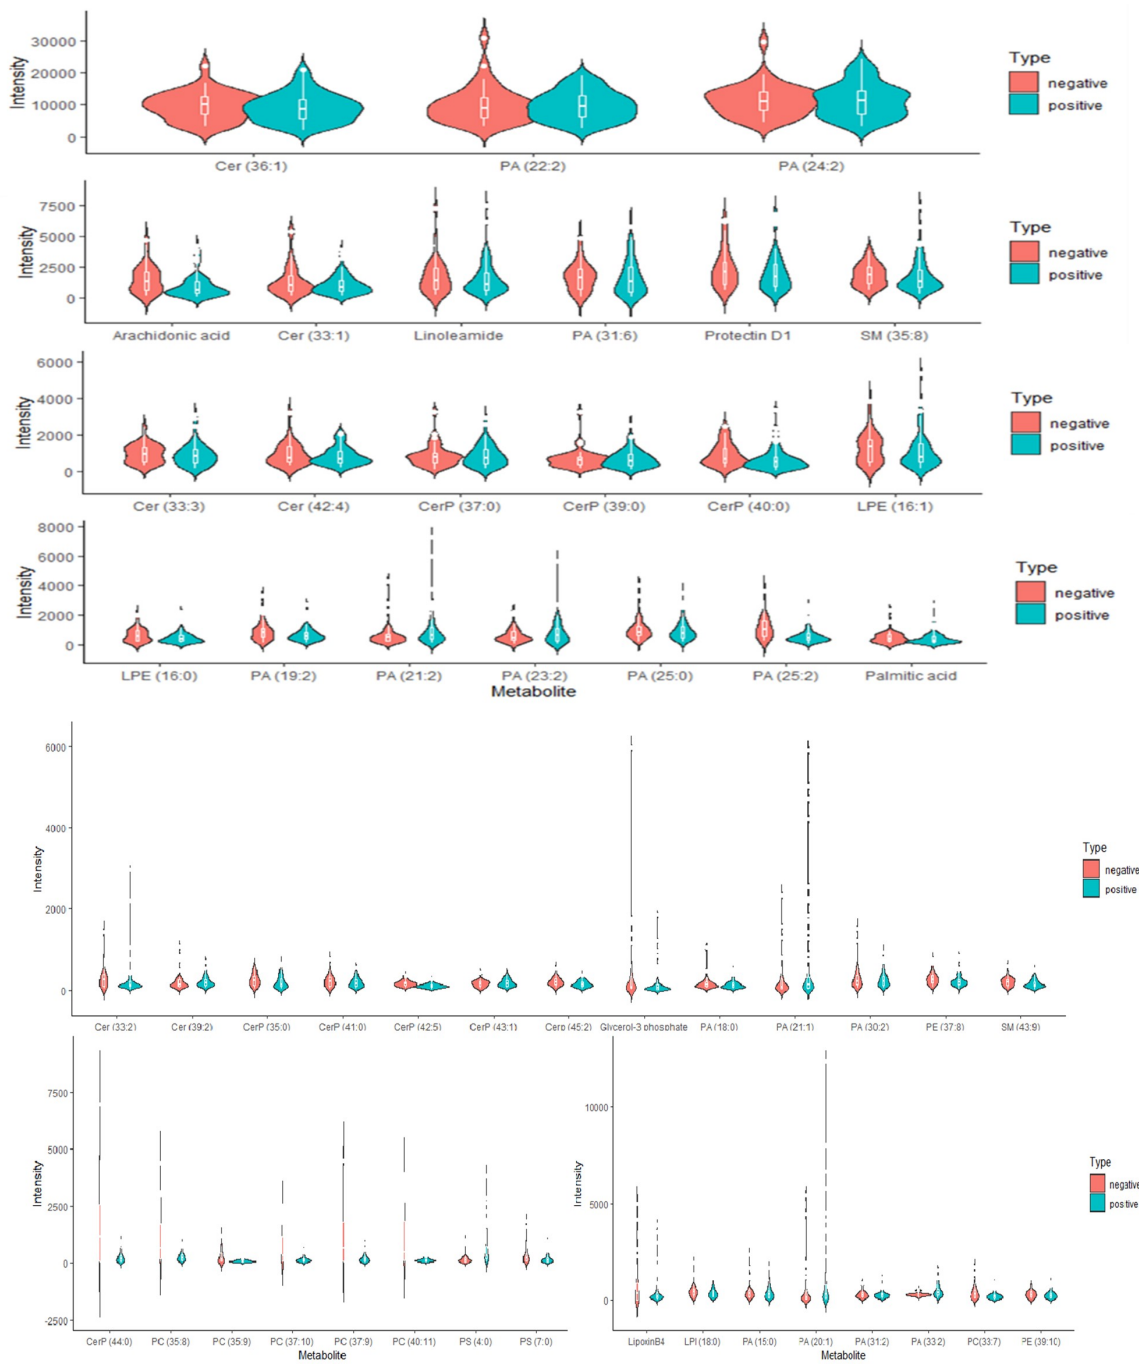 30000
20000
10000
0
Intensity
Cer (36:1) PA (22:2) PA (24:2)
Type
negative
positive
7500
5000
2500
0
Intensity
Arachidonic acid Cer (33:1) Linoleamide PA (31:6) Protectin D1 SM (35:8)
Type
negative
positive
6000
4000
2000
0
Intensity
Cer (33:3) Cer (42:4) CerP (37:0) CerP (39:0) CerP (40:0) LPE (16:1)
Type
negative
positive
8000
6000
4000
2000
0
Intensity
LPE (16:0) PA (19:2) PA (21:2) PA (23:2) PA (25:0) PA (25:2) Palmitic acid
Metabolite
Type
negative
positive
6000
4000
2000
0
Intensity
Cer (33:2) Cer (39:2) CerP (35:0) CerP (41:0) CerP (42:5) CerP (43:1) Cerp (45:2) Glycerol-3 phosphate PA (18:0) PA (21:1) PA (30:2) PE (37:8) SM (43:9)
Type
negative
positive
7500
5000
2500
0
-2500
Intensity
CerP (44:0) PC (35:8) PC (35:9) PC (37:10) PC (37:9) PC (40:11) PS (4:0) PS (7:0)
Metabolite
10000
5000
0
Intensity
LipoxinB4 LPI (18:0) PA (15:0) PA (20:1) PA (31:2) PA (33:2) PC(33:7) PE (39:10)
Metabolite
Type
negative
positive